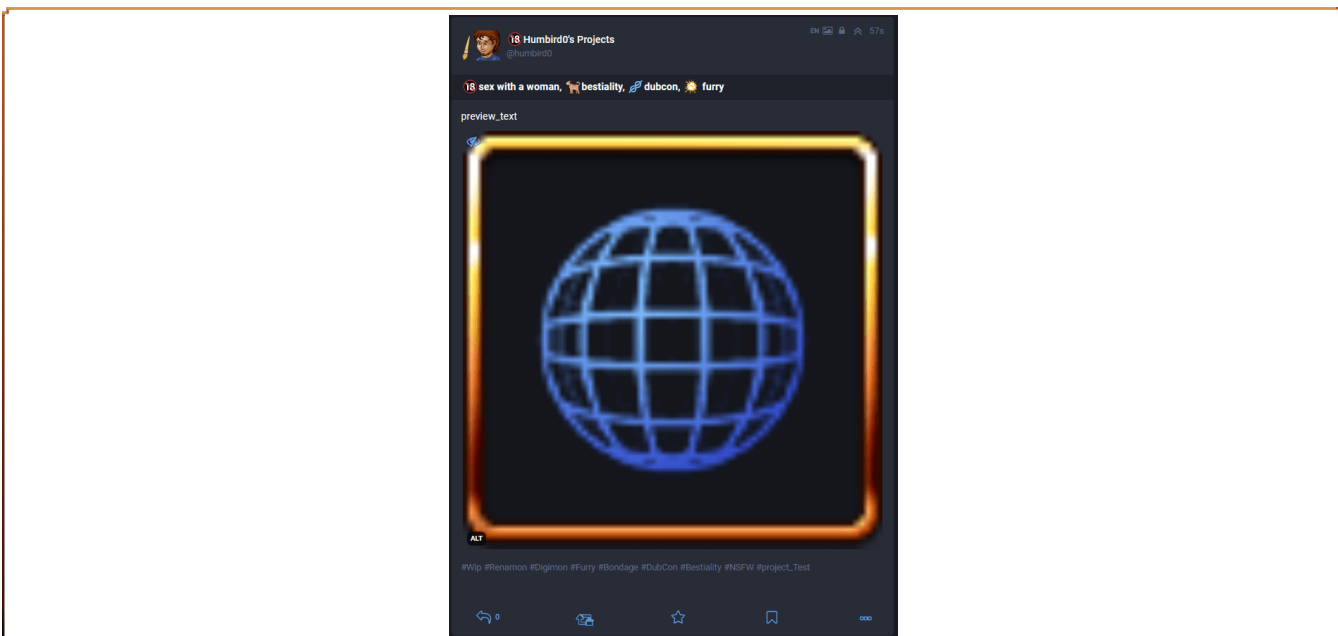 🔞 Humbird0's Projects
EN 57s
@humbird0
🔞 sex with a woman, 🐕 bestiality, 🔗 dubcon, ☀ furry
preview_text
ALT
#Wip #Renamon #Digimon #Furry #Bondage #DubCon #Bestiality #NSFW #project_Test
0